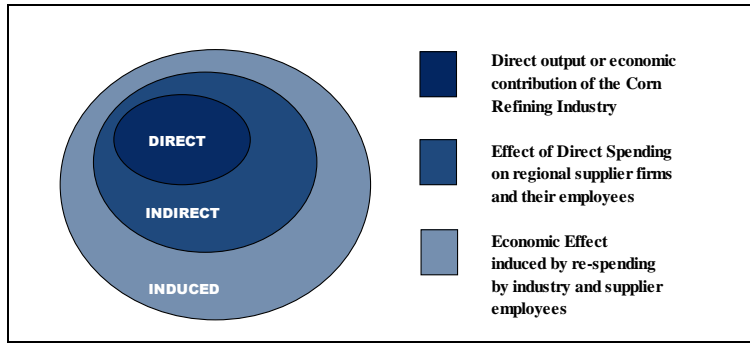 DIRECT
INDIRECT
INDUCED
Direct output or economic
contribution of the Corn
Refining Industry
Effect of Direct Spending
on regional supplier firms
and their employees
Economic Effect
induced by re-spending
by industry and supplier
employees